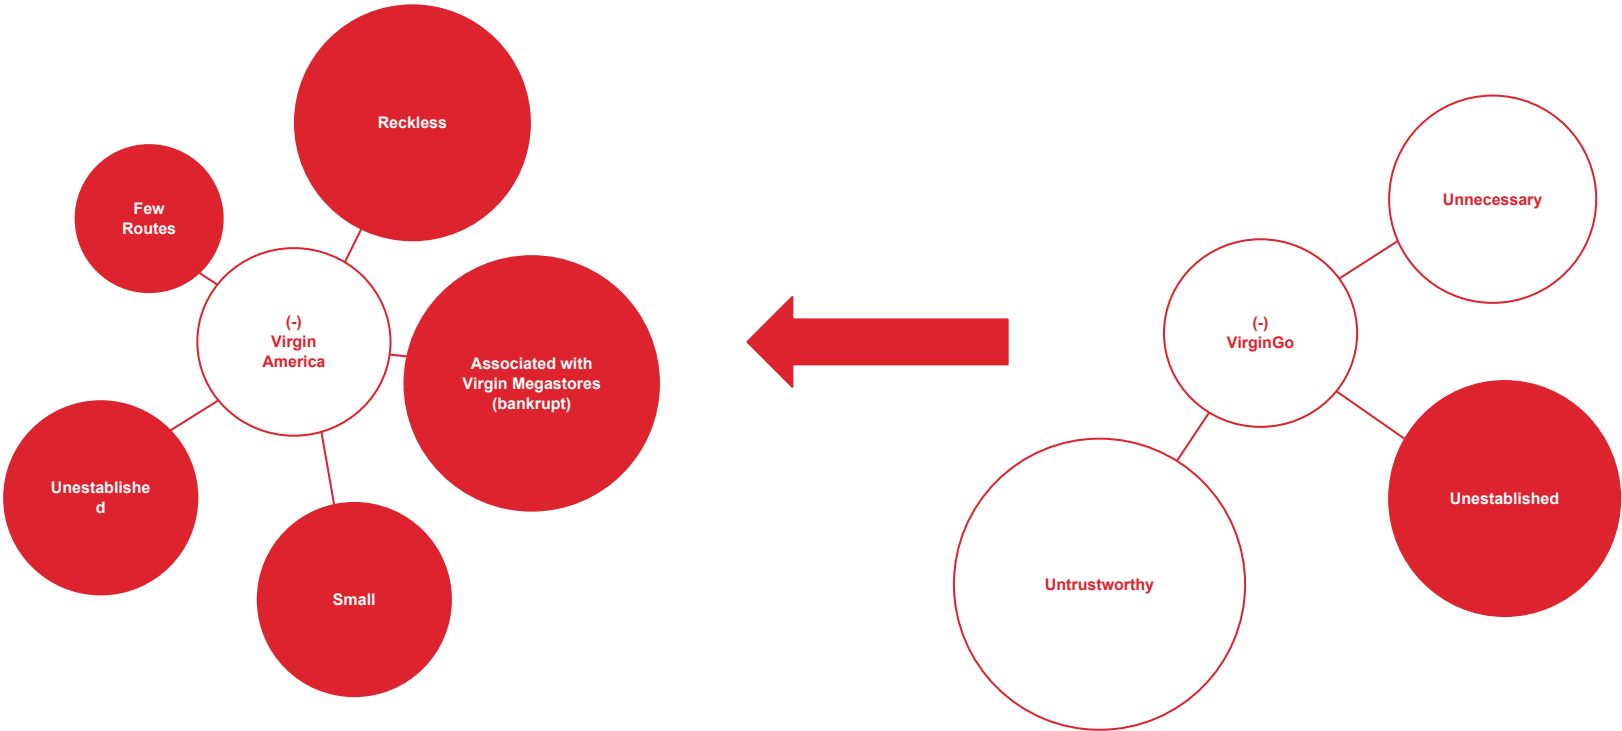 Reckless
Few
Routes
(-)
Virgin
America
Associated with
Virgin Megastores
(bankrupt)
Unestablishe
d
Small
Unnecessary
(-)
VirginGo
Unestablished
Untrustworthy